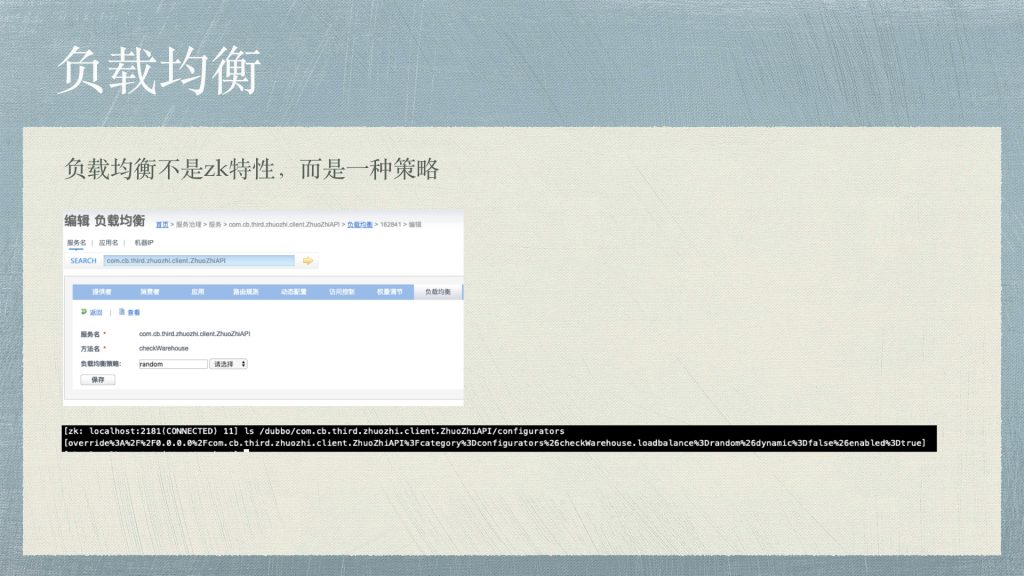 负载均衡
负载均衡不是zk特性，而是一种策略
编辑 负载均衡 首页 > 服务治理 > 服务 > com.cb.third.zhuozhi.client.ZhuoZhiAPI > 负载均衡 > 162841 > 编辑
服务名 | 应用名 | 机器IP
SEARCH com.cb.third.zhuozhi.client.ZhuoZhiAPI
提供者 消费者 应用 路由规则 动态配置 访问控制 权重调节 负载均衡
返回 | 查看
服务名 * com.cb.third.zhuozhi.client.ZhuoZhiAPI
方法名 * checkWarehouse
负载均衡策略: random 请选择
保存
[zk: localhost:2181(CONNECTED) 11] ls /dubbo/com.cb.third.zhuozhi.client.ZhuoZhiAPI/configurators
[override%3A%2F%2F0.0.0.0%2Fcom.cb.third.zhuozhi.client.ZhuoZhiAPI%3Fcategory%3Dconfigurators%26checkWarehouse.loadbalance%3Drandom%26dynamic%3Dfalse%26enabled%3Dtrue]